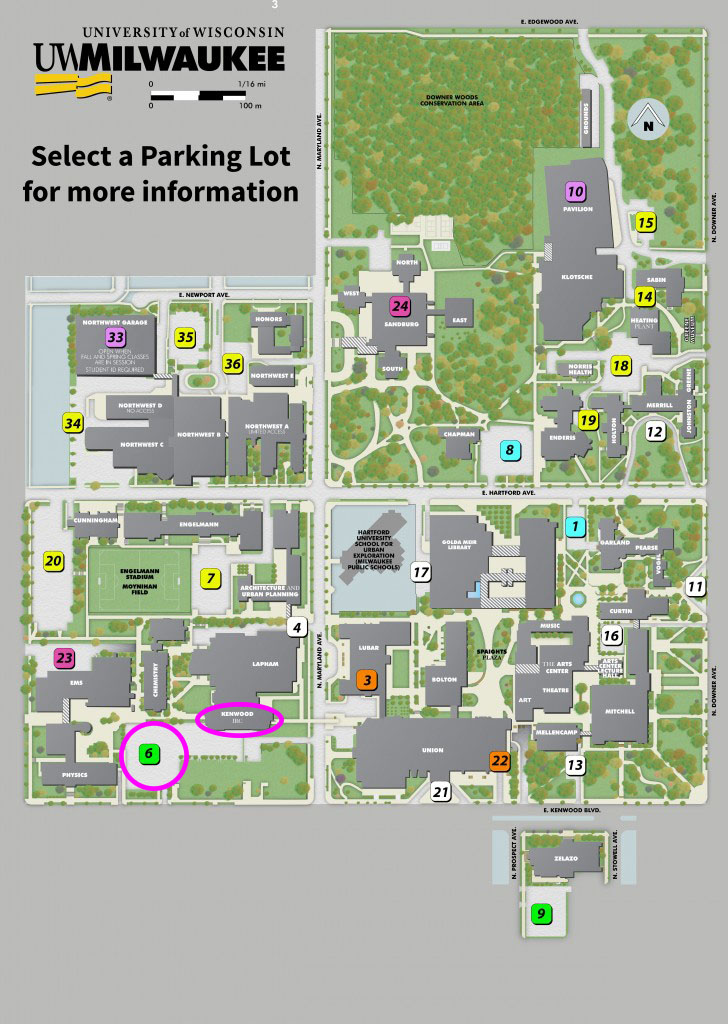 3
UNIVERSITY of WISCONSIN
UWMILWAUKEE
®
0 1/16 mi
0 100 m
Select a Parking Lot
for more information
E. EDGEWOOD AVE.
N. MARYLAND AVE.
DOWNER WOODS
CONSERVATION AREA
GROUNDS
N
N. DOWNER AVE.
10
PAVILION
15
KLOTSCHE
NORTH
WEST
24
SANDBURG
EAST
SOUTH
SABIN
14
HEATING
PLANT
GREENE
MUSEUM
E. NEWPORT AVE.
NORTHWEST GARAGE
33
OPEN WHEN
FALL AND SPRING CLASSES
ARE IN SESSION
STUDENT ID REQUIRED
35
HONORS
36
NORTHWEST E
NORRIS
HEALTH
18
GREENE
MERRILL
JOHNSTON
34
NORTHWEST D
NO ACCESS
NORTHWEST C
NORTHWEST B
NORTHWEST A
LIMITED ACCESS
CHAPMAN
8
ENDERIS
19
HOLTON
12
E. HARTFORD AVE.
CUNNINGHAM
ENGELMANN
20
ENGELMANN
STADIUM
MOYNIHAN
FIELD
7
ARCHITECTURE AND
URBAN PLANNING
HARTFORD
UNIVERSITY
SCHOOL FOR
URBAN
EXPLORATION
(MILWAUKEE
PUBLIC SCHOOLS)
17
GOLDA MEIR
LIBRARY
1
GARLAND
PEARSE
VOGEL
11
CURTIN
4
N. MARYLAND AVE.
23
EMS
CHEMISTRY
LAPHAM
LUBAR
3
BOLTON
SPAIGHTS
PLAZA
MUSIC
THE ARTS
CENTER
16
ARTS
CENTER
LECTURE
HALL
THEATRE
ART
MITCHELL
N. DOWNER AVE.
KENWOOD
IRC
6
PHYSICS
UNION
22
21
MELLENCAMP
13
E. KENWOOD BLVD.
N. PROSPECT AVE.
ZELAZO
N. STOWELL AVE.
9